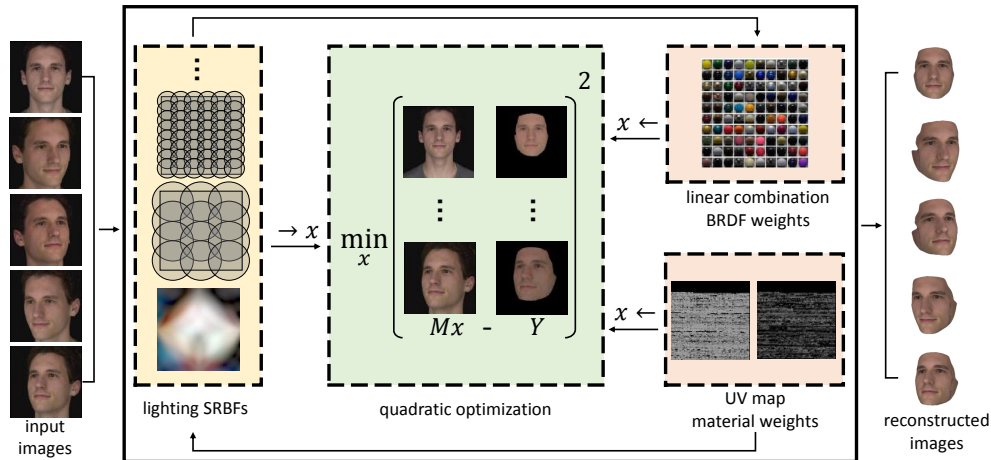 2
x ←
linear combination
BRDF weights
→ x
min
x
Mx - Y
x ←
input
images
lighting SRBFs
quadratic optimization
UV map
material weights
reconstructed
images